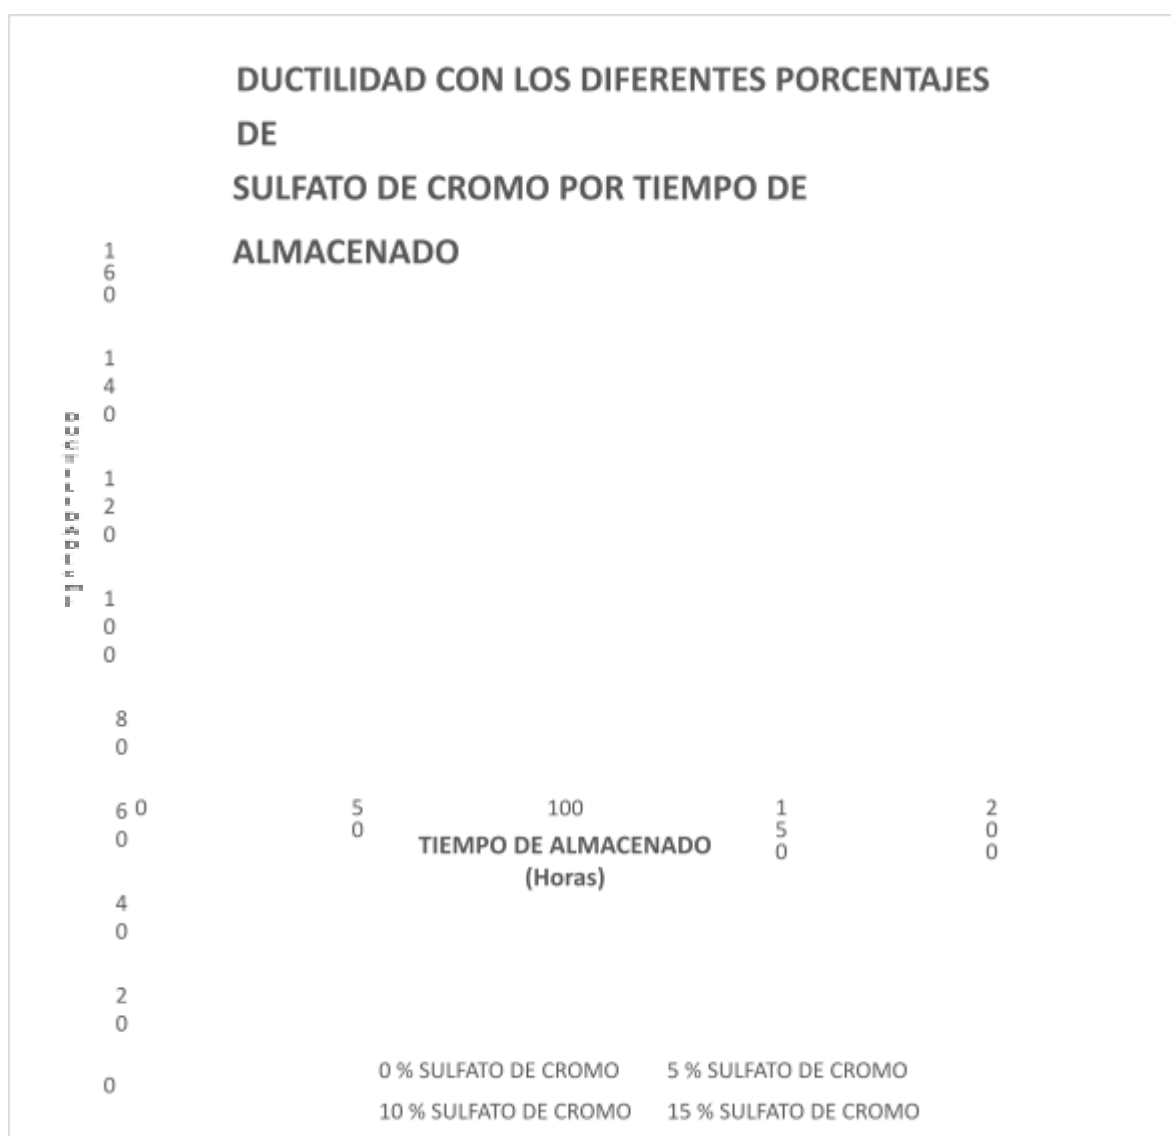 DUCTILIDAD CON LOS DIFERENTES PORCENTAJES
DE
SULFATO DE CROMO POR TIEMPO DE
ALMACENADO
160
140
120
100
80
60
40
20
0
0 50 100 150 200
TIEMPO DE ALMACENADO
(Horas)
0 % SULFATO DE CROMO 5 % SULFATO DE CROMO
10 % SULFATO DE CROMO 15 % SULFATO DE CROMO